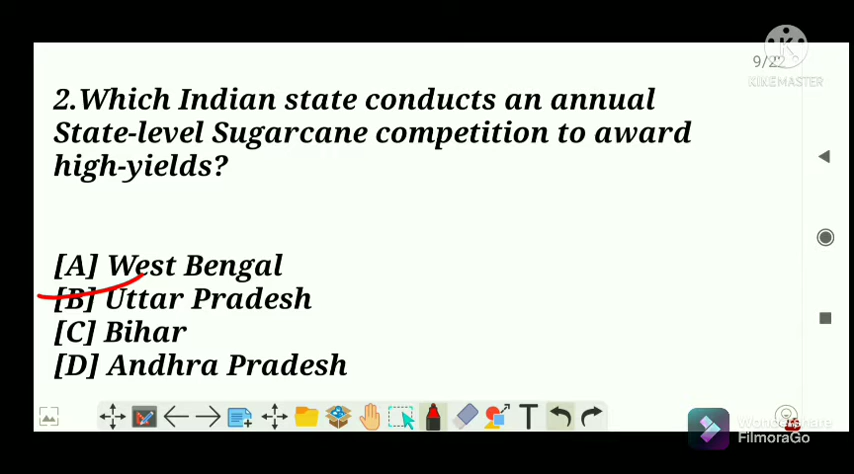 9/22
KINEMASTER
2.Which Indian state conducts an annual
State-level Sugarcane competition to award
high-yields?
[A] West Bengal
[B] Uttar Pradesh
[C] Bihar
[D] Andhra Pradesh
T
Wondershare
FilmoraGo